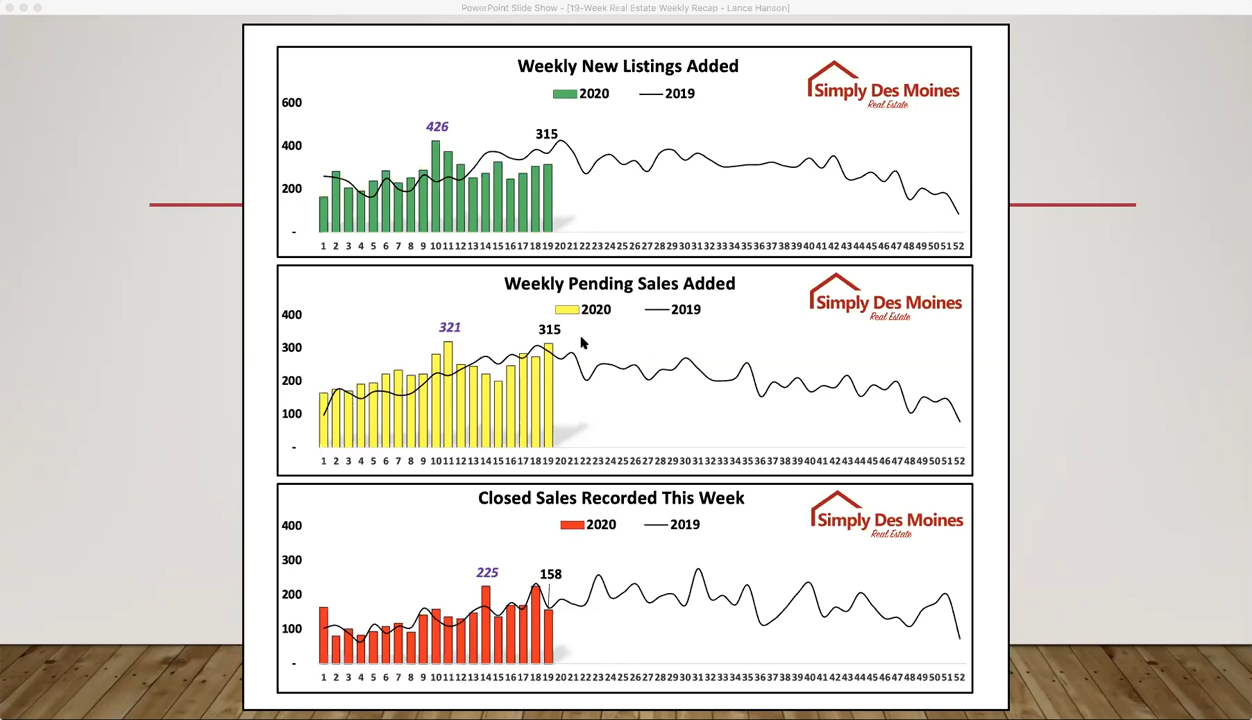 PowerPoint Slide Show - [19-Week Real Estate Weekly Recap - Lance Hanson]
Weekly New Listings Added
2020 2019
Simply Des Moines
Real Estate
600
400
200
-
426
315
1 2 3 4 5 6 7 8 9 10 11 12 13 14 15 16 17 18 19 20 21 22 23 24 25 26 27 28 29 30 31 32 33 34 35 36 37 38 39 40 41 42 43 44 45 46 47 48 49 50 51 52
Weekly Pending Sales Added
2020 2019
Simply Des Moines
Real Estate
400
300
200
100
-
321
315
1 2 3 4 5 6 7 8 9 10 11 12 13 14 15 16 17 18 19 20 21 22 23 24 25 26 27 28 29 30 31 32 33 34 35 36 37 38 39 40 41 42 43 44 45 46 47 48 49 50 51 52
Closed Sales Recorded This Week
2020 2019
Simply Des Moines
Real Estate
400
300
200
100
-
225
158
1 2 3 4 5 6 7 8 9 10 11 12 13 14 15 16 17 18 19 20 21 22 23 24 25 26 27 28 29 30 31 32 33 34 35 36 37 38 39 40 41 42 43 44 45 46 47 48 49 50 51 52